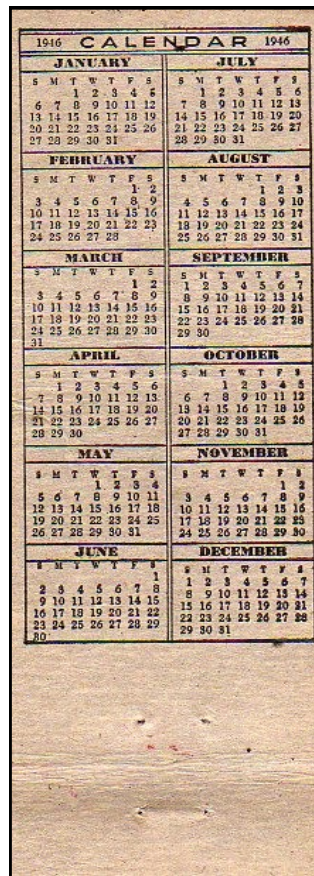 1946 CALENDAR 1946
JANUARY
S M T W T F S
1 2 3 4 5
6 7 8 9 10 11 12
13 14 15 16 17 18 19
20 21 22 23 24 25 26
27 28 29 30 31
FEBRUARY
S M T W T F S
1 2
3 4 5 6 7 8 9
10 11 12 13 14 15 16
17 18 19 20 21 22 23
24 25 26 27 28
MARCH
S M T W T F S
1 2
3 4 5 6 7 8 9
10 11 12 13 14 15 16
17 18 19 20 21 22 23
24 25 26 27 28 29 30
31
APRIL
S M T W T F S
1 2 3 4 5 6
7 8 9 10 11 12 13
14 15 16 17 18 19 20
21 22 23 24 25 26 27
28 29 30
MAY
S M T W T F S
1 2 3 4
5 6 7 8 9 10 11
12 13 14 15 16 17 18
19 20 21 22 23 24 25
26 27 28 29 30 31
JUNE
S M T W T F S
1
2 3 4 5 6 7 8
9 10 11 12 13 14 15
16 17 18 19 20 21 22
23 24 25 26 27 28 29
30
JULY
S M T W T F S
1 2 3 4 5 6
7 8 9 10 11 12 13
14 15 16 17 18 19 20
21 22 23 24 25 26 27
28 29 30 31
AUGUST
S M T W T F S
1 2 3
4 5 6 7 8 9 10
11 12 13 14 15 16 17
18 19 20 21 22 23 24
25 26 27 28 29 30 31
SEPTEMBER
S M T W T F S
1 2 3 4 5 6 7
8 9 10 11 12 13 14
15 16 17 18 19 20 21
22 23 24 25 26 27 28
29 30
OCTOBER
S M T W T F S
1 2 3 4 5
6 7 8 9 10 11 12
13 14 15 16 17 18 19
20 21 22 23 24 25 26
27 28 29 30 31
NOVEMBER
S M T W T F S
1 2
3 4 5 6 7 8 9
10 11 12 13 14 15 16
17 18 19 20 21 22 23
24 25 26 27 28 29 30
DECEMBER
S M T W T F S
1 2 3 4 5 6 7
8 9 10 11 12 13 14
15 16 17 18 19 20 21
22 23 24 25 26 27 28
29 30 31